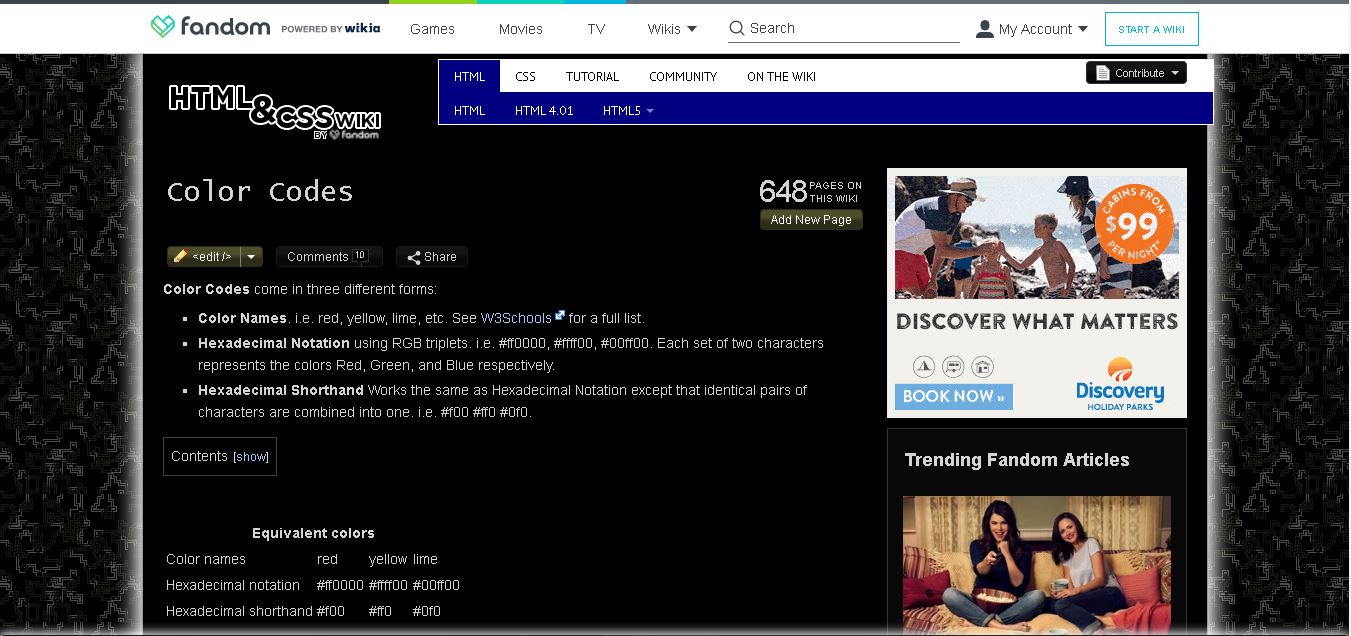 fandom POWERED BY wikia Games Movies TV Wikis Search My Account START A WIKI
HTML CSS TUTORIAL COMMUNITY ON THE WIKI Contribute
HTML HTML 4.01 HTML5
HTML
&CSS WIKI
BY fandom
Color Codes
648 PAGES ON THIS WIKI
Add New Page
<edit/> Comments 10 Share
Color Codes come in three different forms:
Color Names. i.e. red, yellow, lime, etc. See W3Schools for a full list.
Hexadecimal Notation using RGB triplets. i.e. #ff0000, #ffff00, #00ff00. Each set of two characters
represents the colors Red, Green, and Blue respectively.
Hexadecimal Shorthand Works the same as Hexadecimal Notation except that identical pairs of
characters are combined into one. i.e. #f00 #ff0 #0f0.
Contents [show]
Equivalent colors
Color names red yellow lime
Hexadecimal notation #ff0000 #ffff00 #00ff00
Hexadecimal shorthand #f00 #ff0 #0f0
CABINS FROM
$99
PER NIGHT*
DISCOVER WHAT MATTERS
BOOK NOW »
Discovery
HOLIDAY PARKS
Trending Fandom Articles